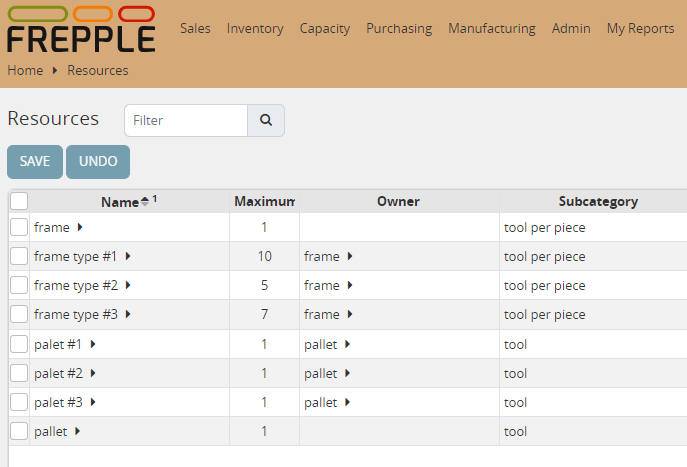 FREPPLE
Sales Inventory Capacity Purchasing Manufacturing Admin My Reports
Home Resources
Resources Filter
SAVE UNDO
Name 1 Maximum Owner Subcategory
frame 1 tool per piece
frame type #1 10 frame tool per piece
frame type #2 5 frame tool per piece
frame type #3 7 frame tool per piece
palet #1 1 pallet tool
palet #2 1 pallet tool
palet #3 1 pallet tool
pallet 1 tool